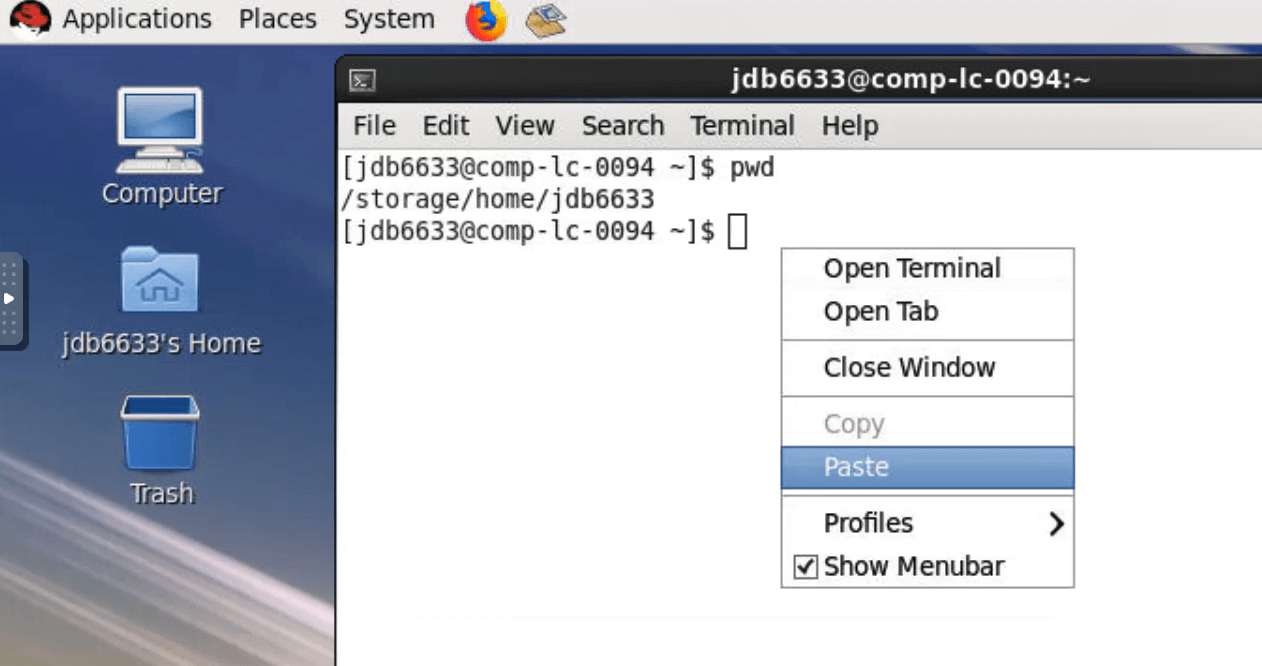 Applications Places System
jdb6633@comp-lc-0094:~
File Edit View Search Terminal Help
[jdb6633@comp-lc-0094 ~]$ pwd
/storage/home/jdb6633
[jdb6633@comp-lc-0094 ~]$
Computer
jdb6633's Home
Trash
Open Terminal
Open Tab
Close Window
Copy
Paste
Profiles
Show Menubar